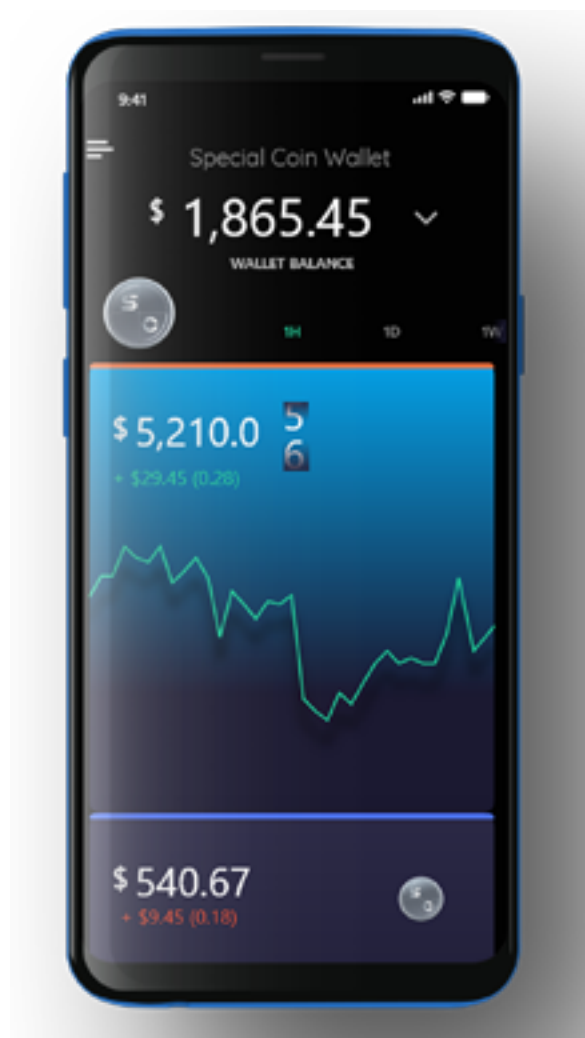 9:41
Special Coin Wallet
$ 1,865.45
WALLET BALANCE
S
C
1H 1D 1W
$ 5,210.0 5
6
+ $29.45 (0.28)
$ 540.67
+ $9.45 (0.18)